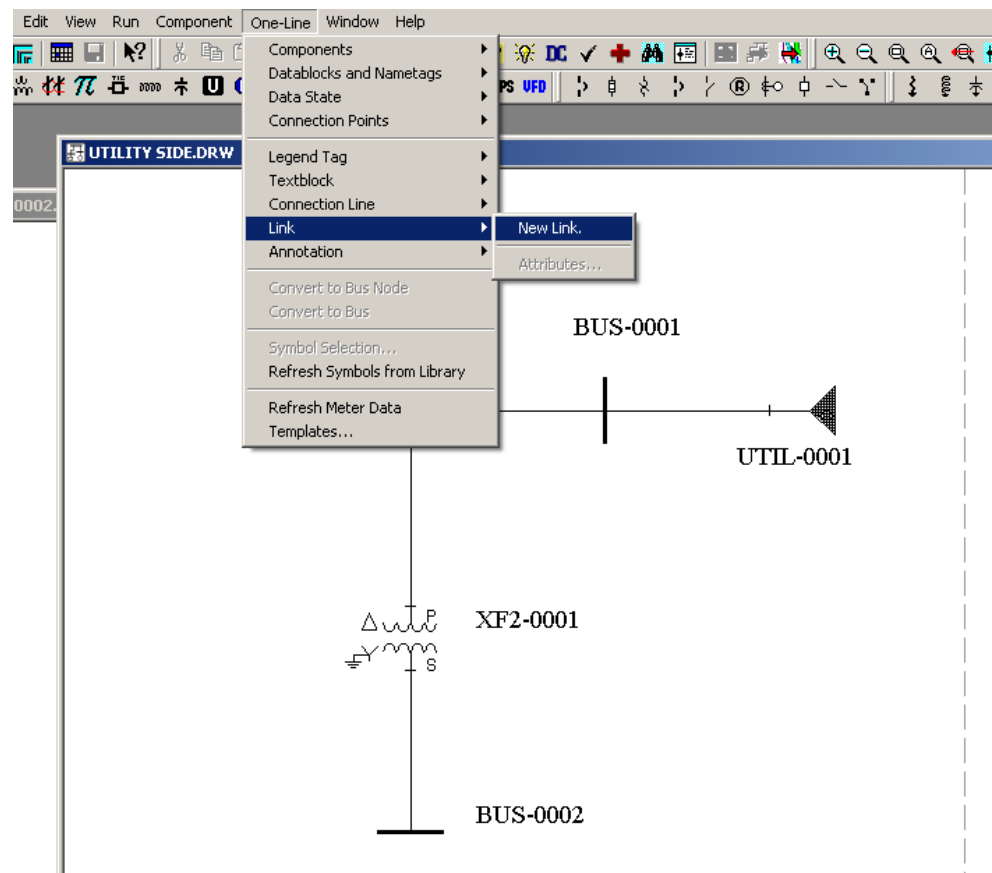 Edit View Run Component One-Line Window Help
DC
TIE U PS VFD R
UTILITY SIDE.DRW
0002.
Components
Datablocks and Nametags
Data State
Connection Points
Legend Tag
Textblock
Connection Line
Link
New Link.
Annotation
Attributes...
Convert to Bus Node
Convert to Bus
Symbol Selection...
Refresh Symbols from Library
Refresh Meter Data
Templates...
BUS-0001
UTIL-0001
P
XF2-0001
S
BUS-0002